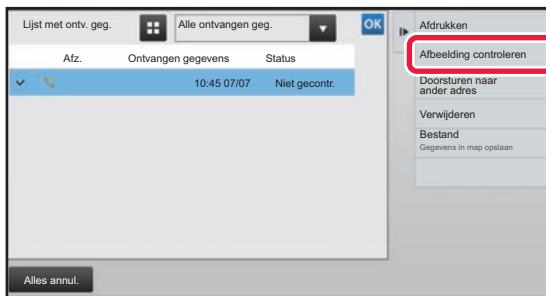 Lijst met ontv. geg.
Alle ontvangen geg.
OK
Afz.
Ontvangen gegevens
Status
10:45 07/07
Niet gecontr.
Afdrukken
Afbeelding controleren
Doorsturen naar
ander adres
Verwijderen
Bestand
Gegevens in map opslaan
Alles annul.